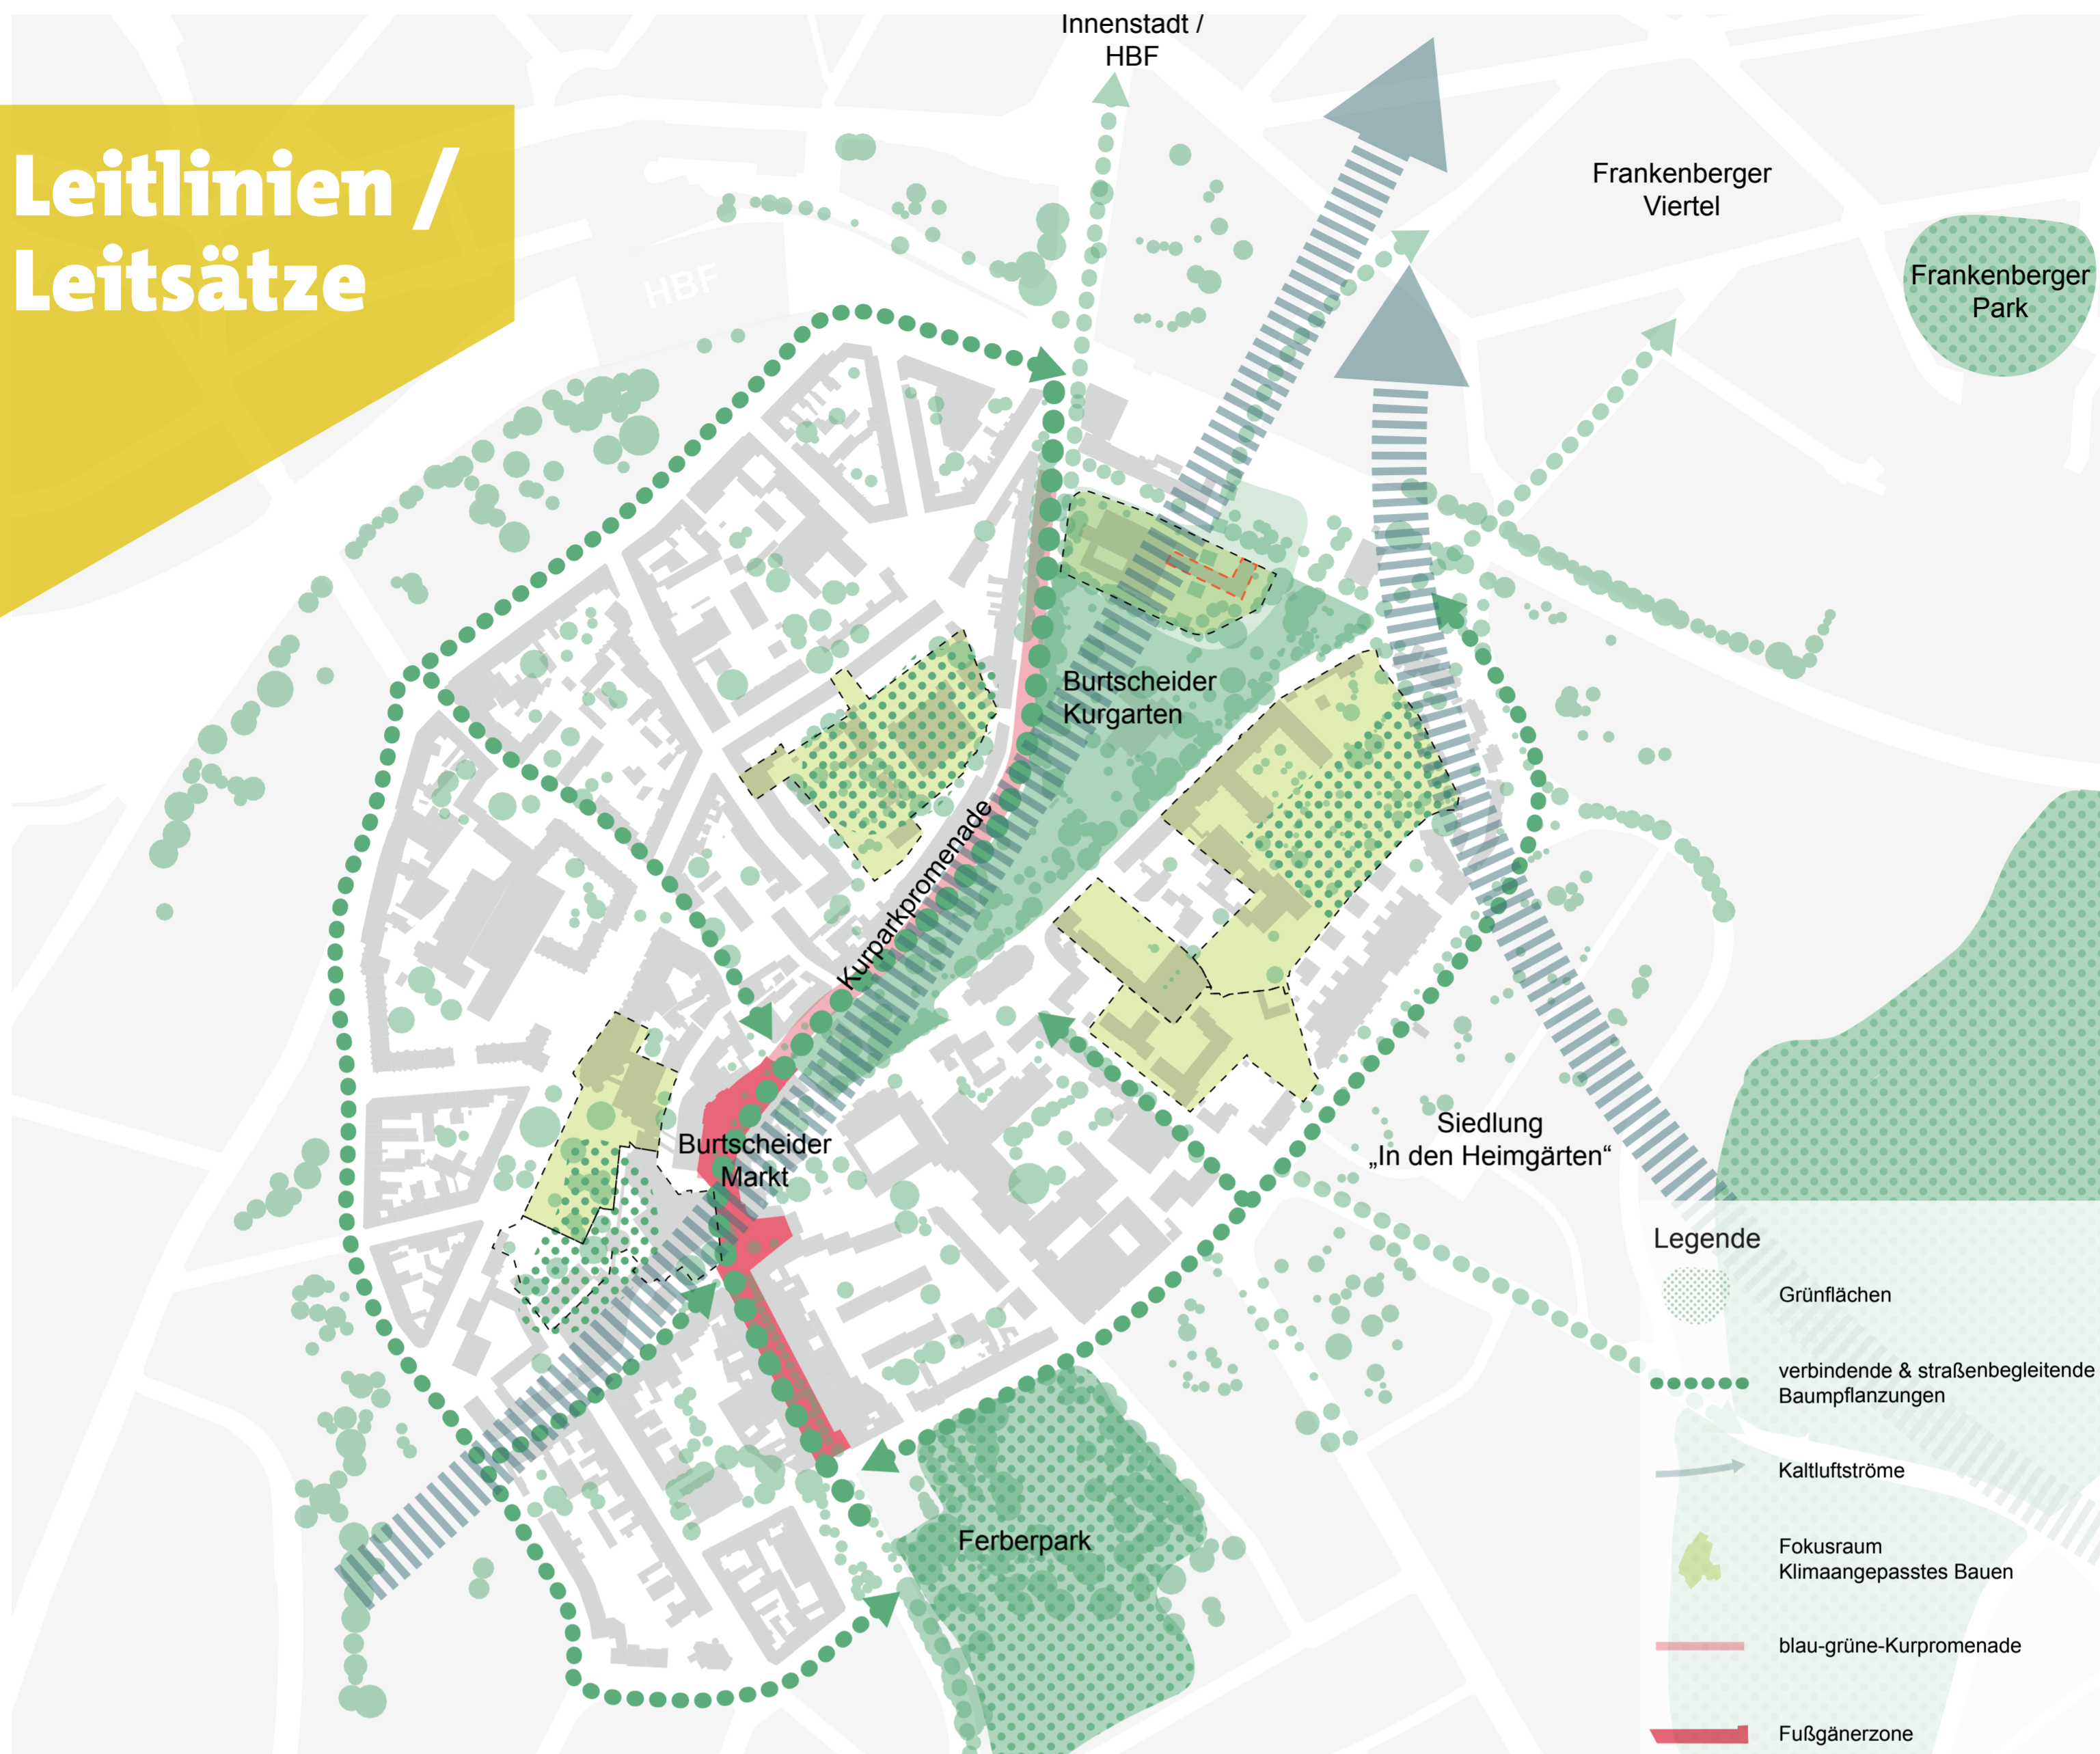 Leitlinien /
Leitsätze
Innenstadt /
HBF
Frankenberger
Viertel
Frankenberger
Park
HBF
Burtscheider
Kurgarten
Kurparkpromenade
Burtscheider
Markt
Siedlung
„In den Heimgärten“
Ferberpark
Legende
Grünflächen
verbindende & straßenbegleitende
Baumpflanzungen
Kaltluftströme
Fokusraum
Klimaangepasstes Bauen
blau-grüne-Kurpromenade
Fußgänerzone